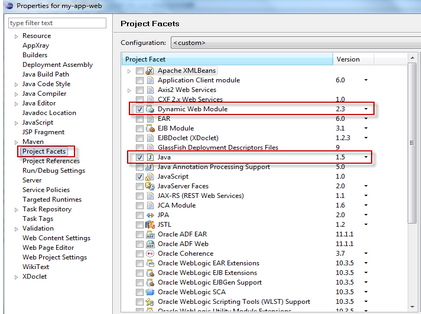 Properties for my-app-web
type filter text
Resource
AppXray
Builders
Deployment Assembly
Java Build Path
Java Code Style
Java Compiler
Java Editor
Javadoc Location
JavaScript
JSP Fragment
Maven
Project Facets
Project References
Run/Debug Settings
Server
Service Policies
Targeted Runtimes
Task Repository
Task Tags
Validation
Web Content Settings
Web Page Editor
Web Project Settings
WikiText
XDoclet
Project Facets
Configuration: <custom>
Project Facet Version
Apache XMLBeans
Application Client module 6.0
Axis2 Web Services
CXF 2.x Web Services 1.0
Dynamic Web Module 2.3
EAR 6.0
EJB Module 3.1
EJBDoclet (XDoclet) 1.2.3
GlassFish Deployment Descriptors Files 9
Java 1.5
Java Annotation Processing Support 5.0
JavaScript 1.0
JavaServer Faces 2.0
JAX-RS (REST Web Services) 1.1
JCA Module 1.6
JPA 2.0
JSTL 1.2
Oracle ADF EAR 11.1.1
Oracle ADF Web 11.1.1
Oracle Coherence 3.7
Oracle WebLogic EAR Extensions 10.3.5
Oracle WebLogic EJB Extensions 10.3.5
Oracle WebLogic EJBGen Support 10.3.5
Oracle WebLogic SCA 10.3.5
Oracle WebLogic Scripting Tools (WLST) Support 10.3.5
Oracle WebLogic Utility Module Extensions 10.3.5